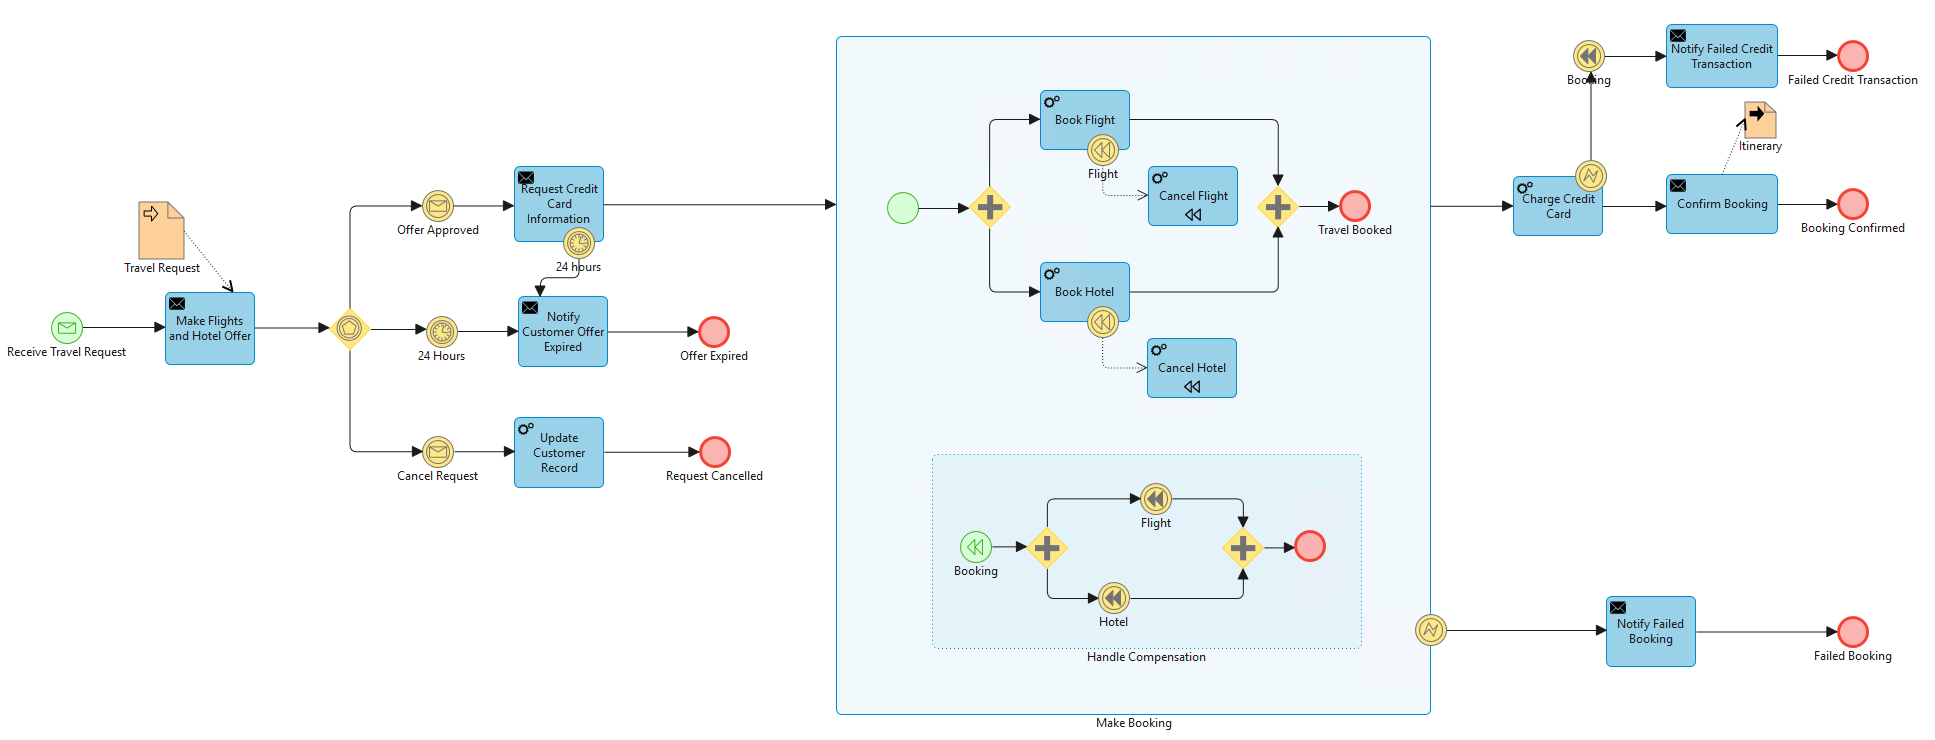 Travel Request
Receive Travel Request
Make Flights
and Hotel Offer
Offer Approved
24 Hours
Cancel Request
Request Credit
Card
Information
24 hours
Notify
Customer Offer
Expired
Offer Expired
Update
Customer
Record
Request Cancelled
Book Flight
Flight
Cancel Flight
Book Hotel
Cancel Hotel
Travel Booked
Booking
Flight
Hotel
Handle Compensation
Make Booking
Charge Credit
Card
Booking
Notify Failed Credit
Transaction
Failed Credit Transaction
Itinerary
Confirm Booking
Booking Confirmed
Notify Failed
Booking
Failed Booking